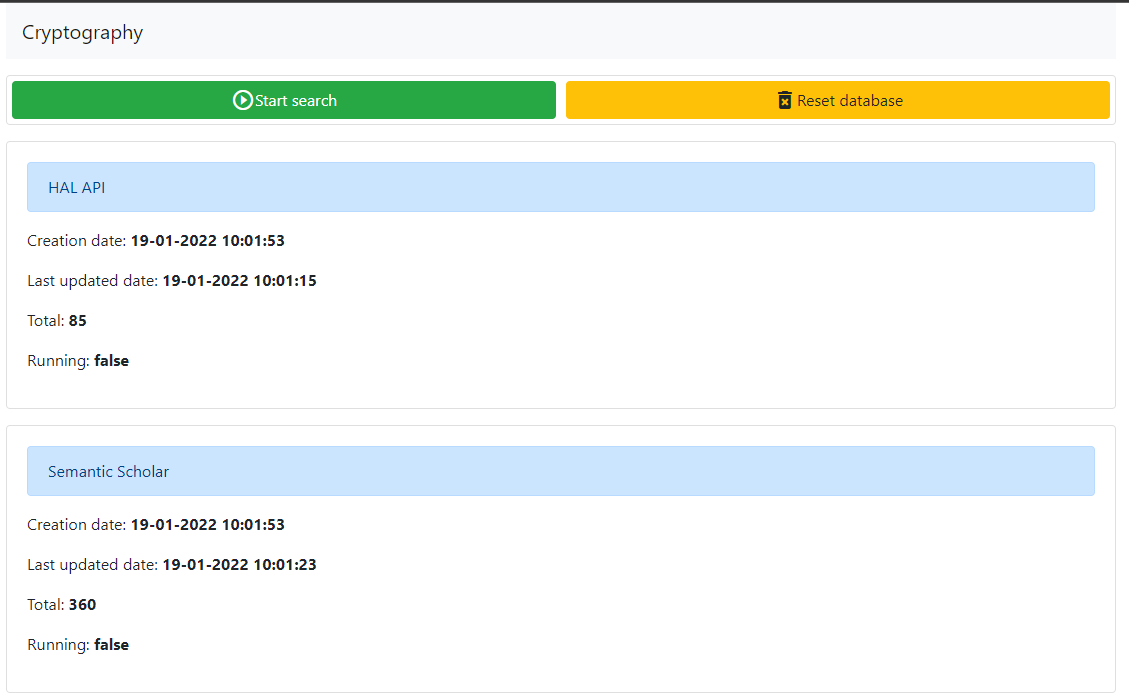 Cryptography
Start search
Reset database
HAL API
Creation date: 19-01-2022 10:01:53
Last updated date: 19-01-2022 10:01:15
Total: 85
Running: false
Semantic Scholar
Creation date: 19-01-2022 10:01:53
Last updated date: 19-01-2022 10:01:23
Total: 360
Running: false